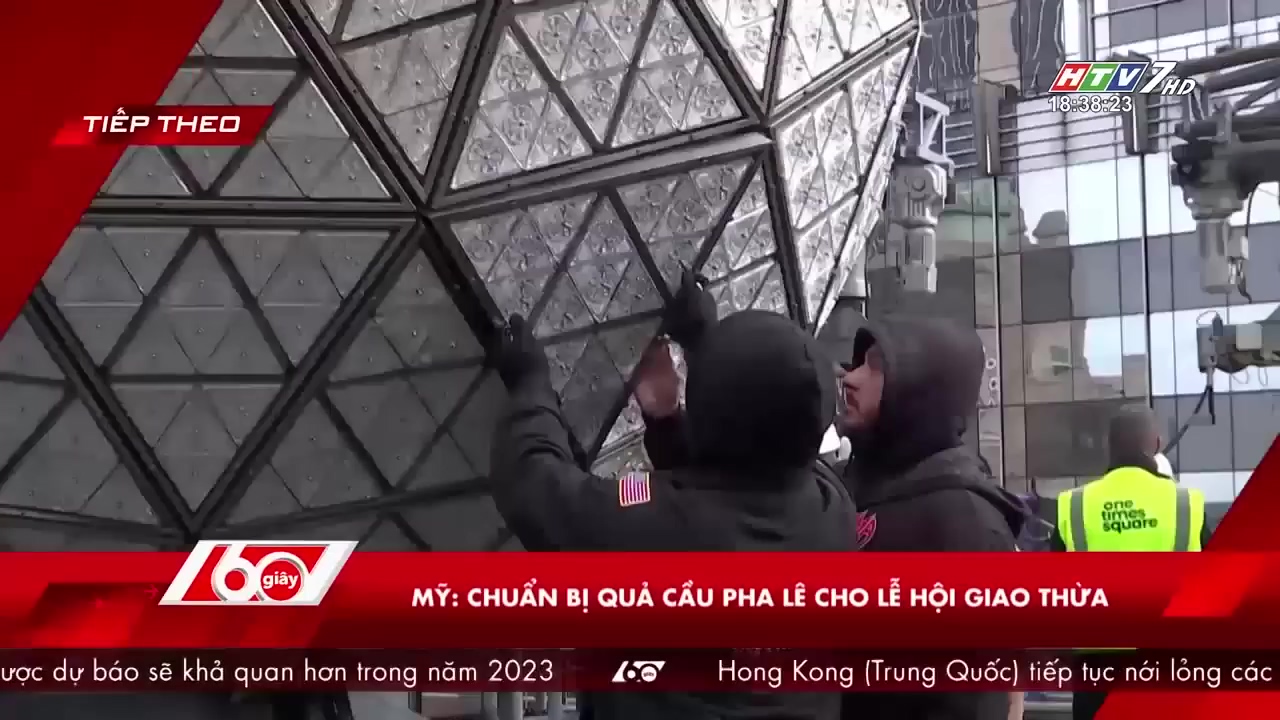 HTV7 HD
18:38:23
TIẾP THEO
one
times
square
60 giây
MỸ: CHUẨN BỊ QUẢ CẦU PHA LÊ CHO LỄ HỘI GIAO THỪA
ược dự báo sẽ khả quan hơn trong năm 2023 60 giây Hong Kong (Trung Quốc) tiếp tục nới lỏng các